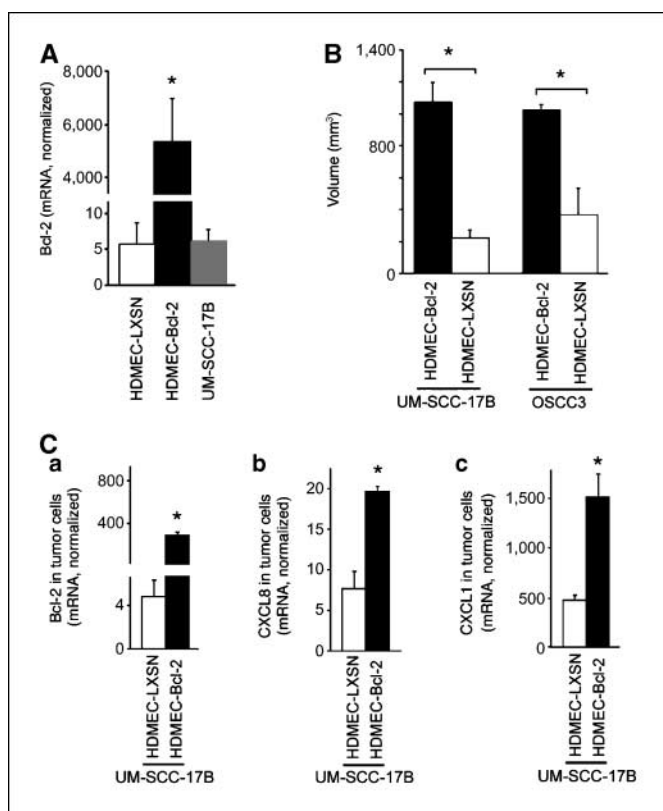 A
8,000
6,000
4,000
10
5
0
Bcl-2 (mRNA, normalized)
*
HDMEC-LXSN
HDMEC-Bcl-2
UM-SCC-17B
B
1,400
1,000
600
200
0
Volume (mm³)
*
*
HDMEC-Bcl-2
HDMEC-LXSN
HDMEC-Bcl-2
HDMEC-LXSN
UM-SCC-17B
OSCC3
C
a
800
400
4
0
Bcl-2 in tumor cells
(mRNA, normalized)
*
HDMEC-LXSN
HDMEC-Bcl-2
UM-SCC-17B
b
20
15
10
5
0
CXCL8 in tumor cells
(mRNA, normalized)
*
HDMEC-LXSN
HDMEC-Bcl-2
UM-SCC-17B
c
1,500
1,000
500
0
CXCL1 in tumor cells
(mRNA, normalized)
*
HDMEC-LXSN
HDMEC-Bcl-2
UM-SCC-17B